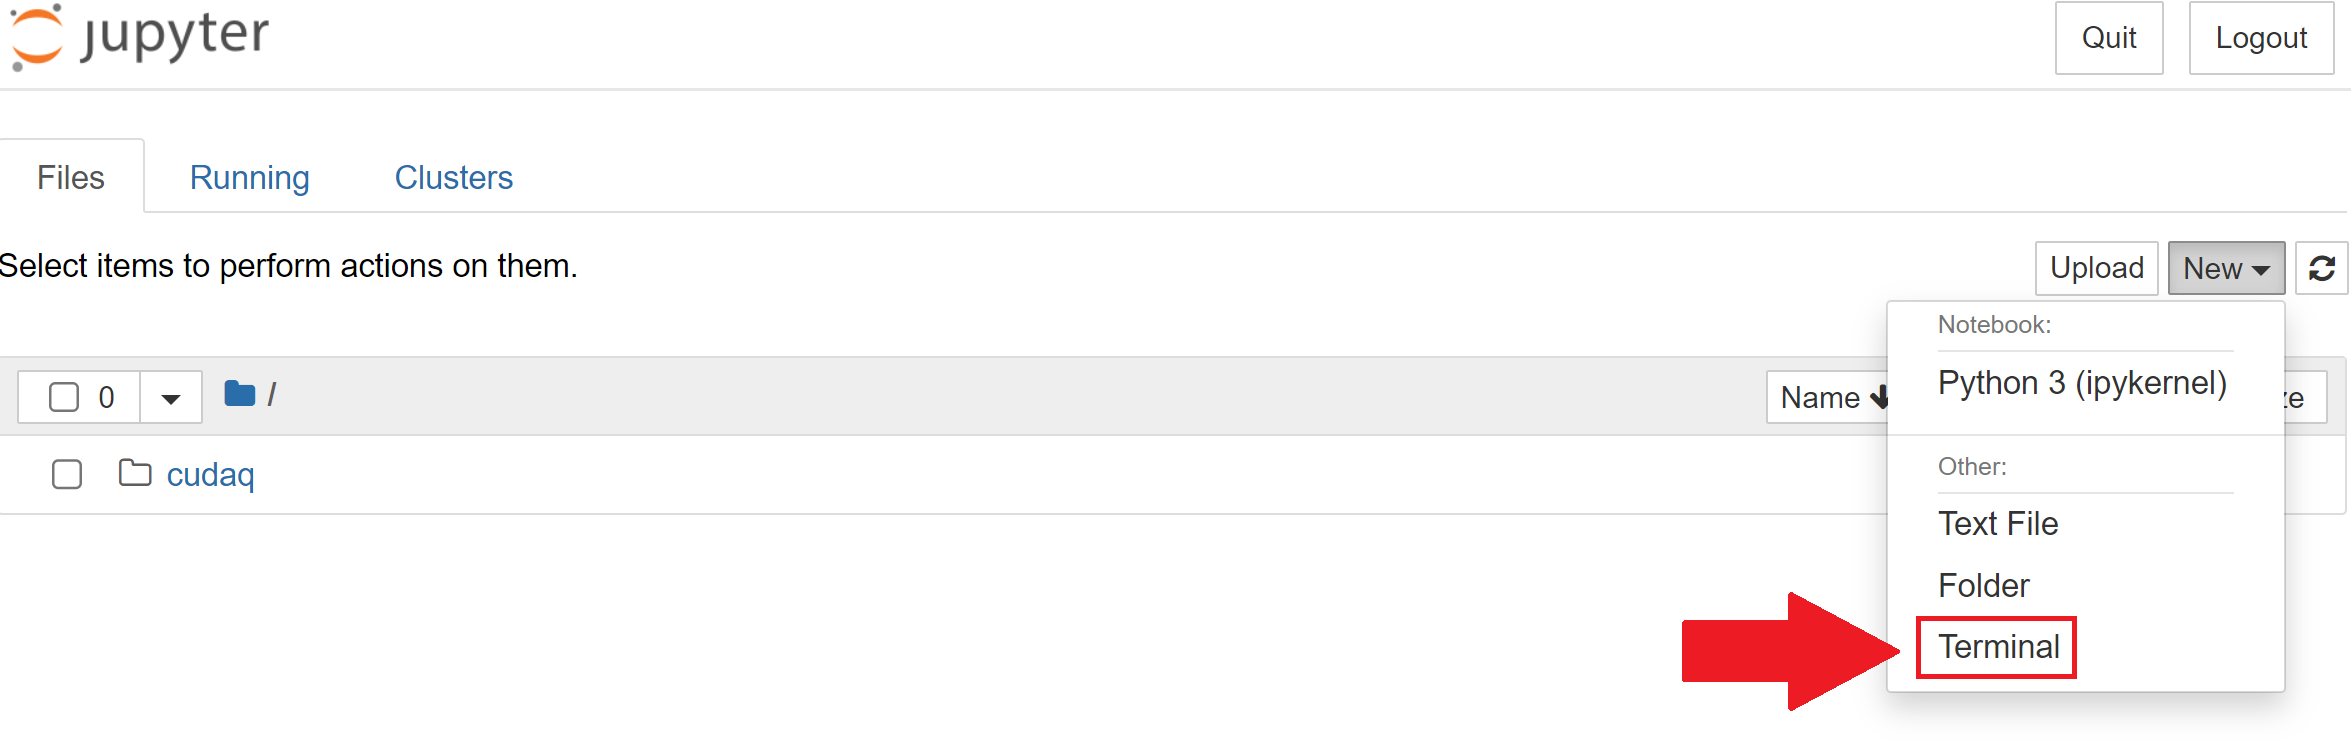 jupyter
Quit
Logout
Files
Running
Clusters
Select items to perform actions on them.
Upload
New
Notebook:
Python 3 (ipykernel)
Other:
Text File
Folder
Terminal
0
/
Name
cudaq